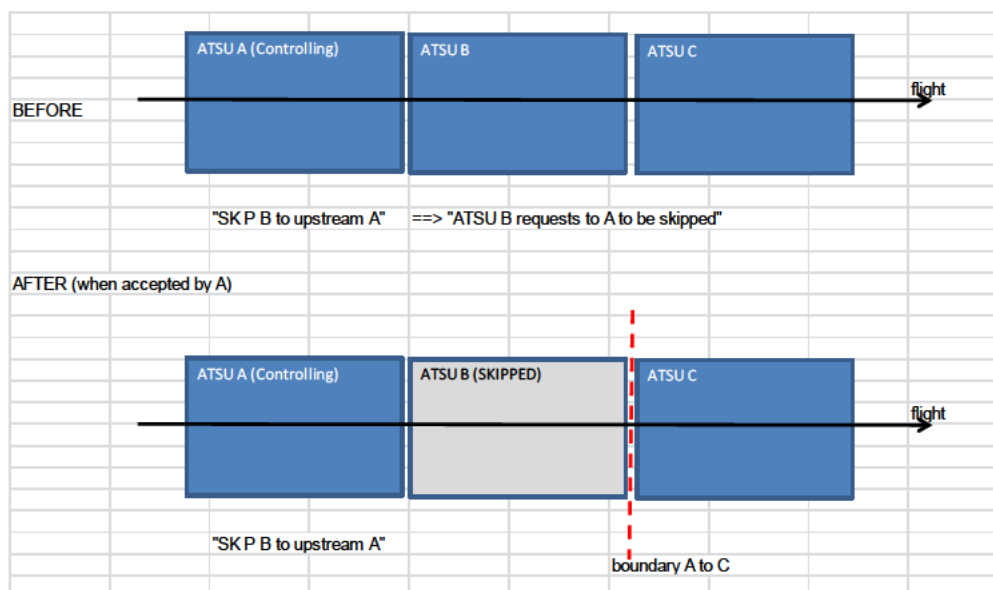 ATSU A (Controlling) ATSU B ATSU C
flight
BEFORE
"SK P B to upstream A" ==> "ATSU B requests to A to be skipped"
AFTER (when accepted by A)
ATSU A (Controlling) ATSU B (SKIPPED) ATSU C
flight
"SK P B to upstream A"
boundary A to C